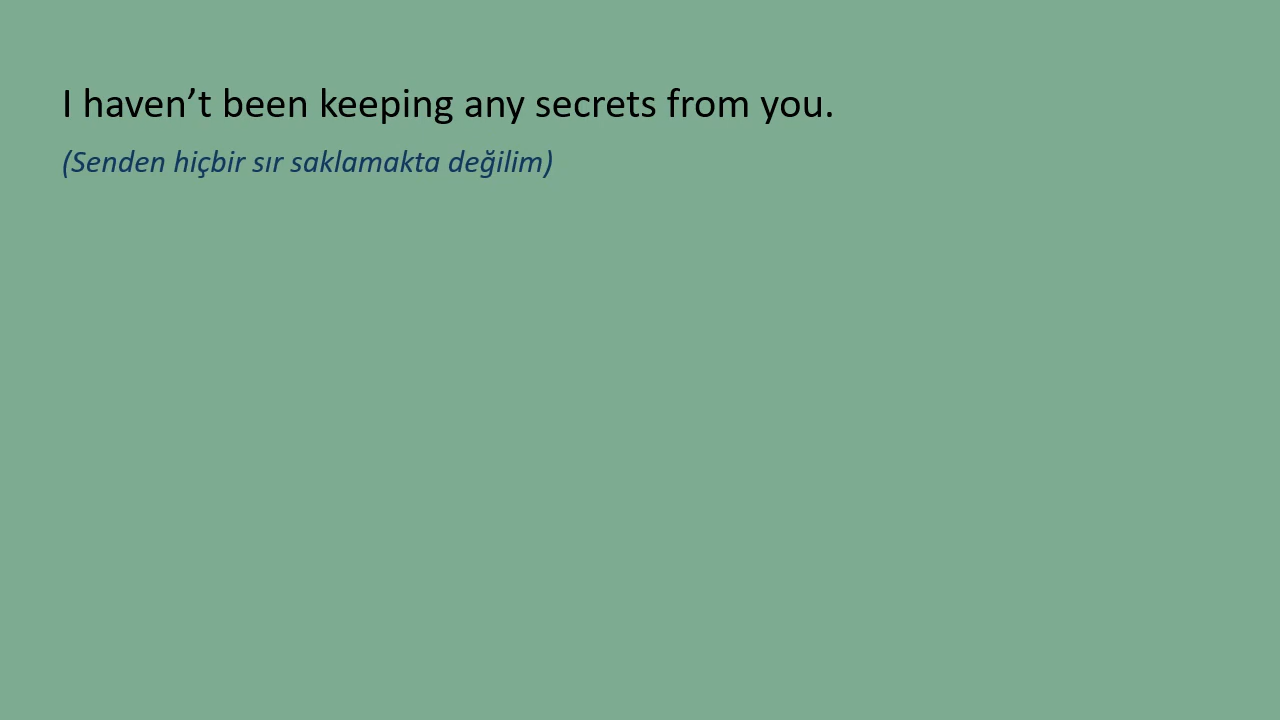 I haven’t been keeping any secrets from you.
(Senden hiçbir sır saklamakta değilim)